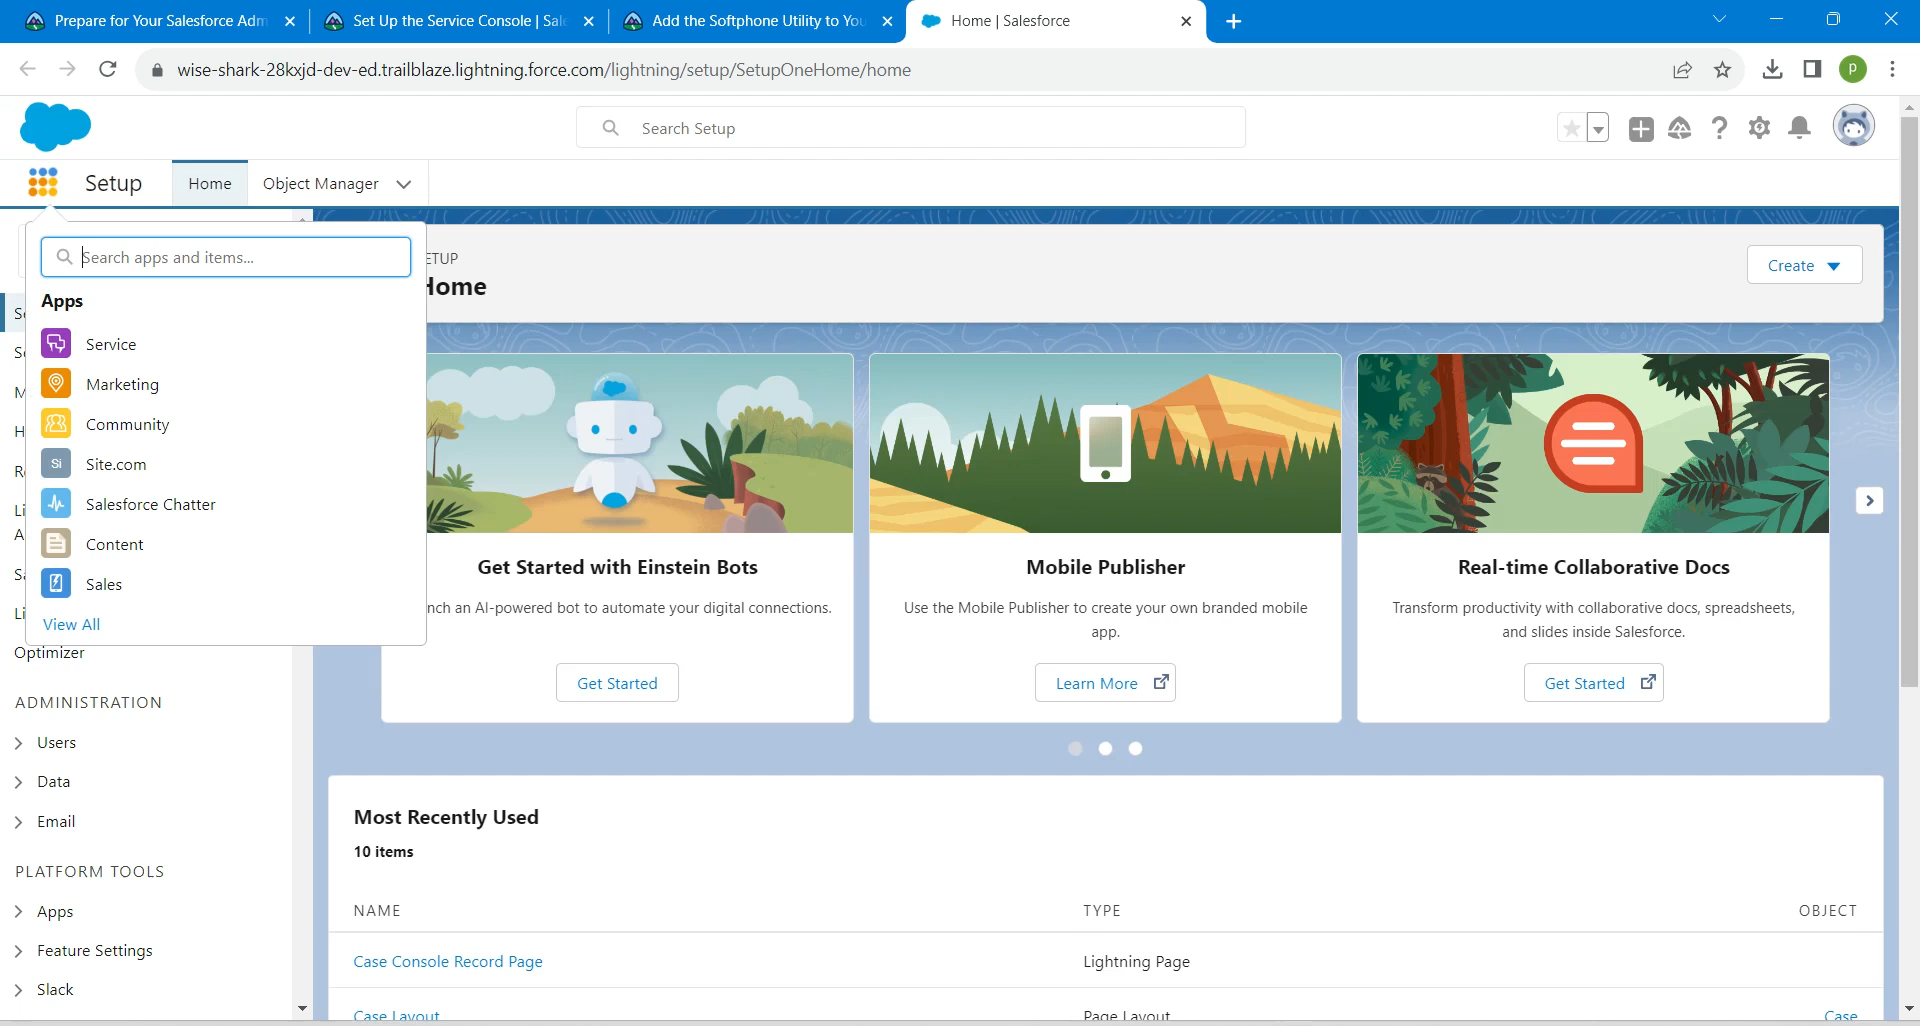 Prepare for Your Salesforce Adm
Set Up the Service Console | Sal
Add the Softphone Utility to You
Home | Salesforce
wise-shark-28kxjd-dev-ed.trailblaze.lightning.force.com/lightning/setup/SetupOneHome/home
P
Search Setup
Setup
Home
Object Manager
Search apps and items...
Apps
Service
Marketing
Community
Si
Site.com
Salesforce Chatter
Content
Sales
View All
Optimizer
ADMINISTRATION
Users
Data
Email
PLATFORM TOOLS
Apps
Feature Settings
Slack
ETUP
Home
Create
Get Started with Einstein Bots
nch an AI-powered bot to automate your digital connections.
Get Started
Mobile Publisher
Use the Mobile Publisher to create your own branded mobile
app.
Learn More
Real-time Collaborative Docs
Transform productivity with collaborative docs, spreadsheets,
and slides inside Salesforce.
Get Started
Most Recently Used
10 items
NAME TYPE OBJECT
Case Console Record Page Lightning Page
Case Layout Page Layout Case